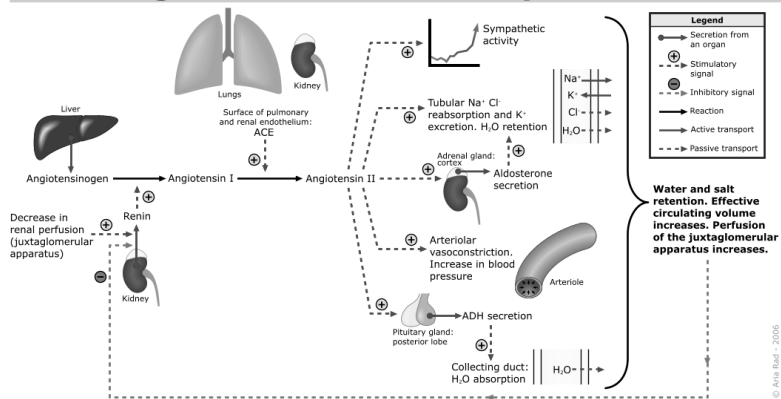 Legend
Secretion from
an organ
+
Stimulatory
signal
−
Inhibitory signal
Reaction
Active transport
Passive transport
Lungs
Kidney
Liver
Surface of pulmonary
and renal endothelium:
ACE
+
Angiotensinogen
Angiotensin I
Angiotensin II
+
Decrease in
renal perfusion
(juxtaglomerular
apparatus)
+
Renin
−
Kidney
+
Sympathetic
activity
+
Tubular Na⁺ Cl⁻
reabsorption and K⁺
excretion. H₂O retention
Na⁺
K⁺
Cl⁻
H₂O
+
Adrenal gland:
cortex
+
Aldosterone
secretion
+
Arteriolar
vasoconstriction.
Increase in blood
pressure
Arteriole
+
Pituitary gland:
posterior lobe
ADH secretion
+
Collecting duct:
H₂O absorption
H₂O
Water and salt
retention. Effective
circulating volume
increases. Perfusion
of the juxtaglomerular
apparatus increases.
© Aria Rad - 2006